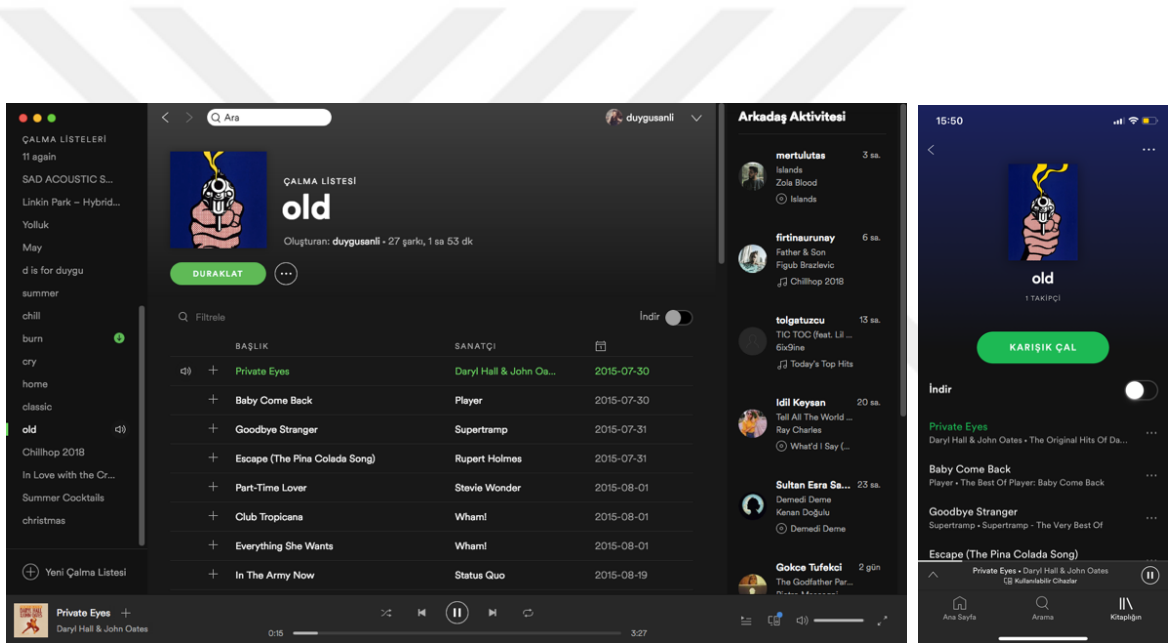 ÇALMA LİSTELERİ
11 again
SAD ACOUSTIC S...
Linkin Park – Hybrid...
Yolluk
May
d is for duygu
summer
chill
burn
cry
home
classic
old
Chillhop 2018
In Love with the Cr...
Summer Cocktails
christmas
Yeni Çalma Listesi
Ara
duygusanli
ÇALMA LİSTESİ
old
Oluşturan: duygusanli • 27 şarkı, 1 sa 53 dk
DURAKLAT
Filtrele
İndir
BAŞLIK SANATÇI
Private Eyes Daryl Hall & John Oa... 2015-07-30
Baby Come Back Player 2015-07-30
Goodbye Stranger Supertramp 2015-07-31
Escape (The Pina Colada Song) Rupert Holmes 2015-07-31
Part-Time Lover Stevie Wonder 2015-08-01
Club Tropicana Wham! 2015-08-01
Everything She Wants Wham! 2015-08-01
In The Army Now Status Quo 2015-08-19
Arkadaş Aktivitesi
mertulutas 3 sa.
Islands
Zola Blood
Islands
firtinaurunay 6 sa.
Father & Son
Figub Brazlevic
Chillhop 2018
tolgatuzcu 13 sa.
TIC TOC (feat. Lil ...
6ix9ine
Today's Top Hits
Idil Keysan 20 sa.
Tell All The World ...
Ray Charles
What'd I Say (...
Sultan Esra Sa... 23 sa.
Demedi Deme
Kenan Doğulu
Demedi Deme
Gokce Tufekci 2 gün
The Godfather Par...
Private Eyes
Daryl Hall & John Oates
0:15 3:27
15:50
old
1 TAKİPÇİ
KARIŞIK ÇAL
İndir
Private Eyes
Daryl Hall & John Oates • The Original Hits Of Da...
Baby Come Back
Player • The Best Of Player: Baby Come Back
Goodbye Stranger
Supertramp • Supertramp - The Very Best Of
Escape (The Pina Colada Song)
Private Eyes • Daryl Hall & John Oates
Kullanılabilir Cihazlar
Ana Sayfa Arama Kitaplığın